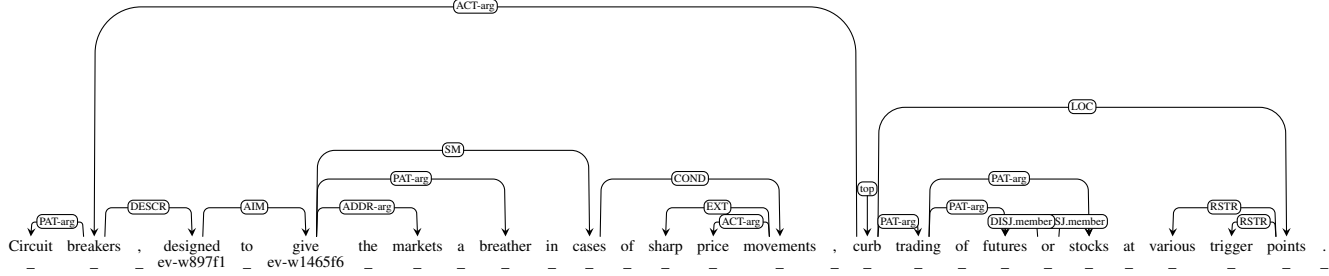 ACT-arg
LOC
SM
PAT-arg COND PAT-arg
top
DESCR AIM ADDR-arg EXT PAT-arg RSTR
PAT-arg ACT-arg PAT-arg DISJ.member SJ.member RSTR
Circuit breakers , designed to give the markets a breather in cases of sharp price movements , curb trading of futures or stocks at various trigger points .
ev-w897f1 ev-w1465f6
_ _ _ _ _ _ _ _ _ _ _ _ _ _ _ _ _ _ _ _ _ _ _ _ _ _ _ _